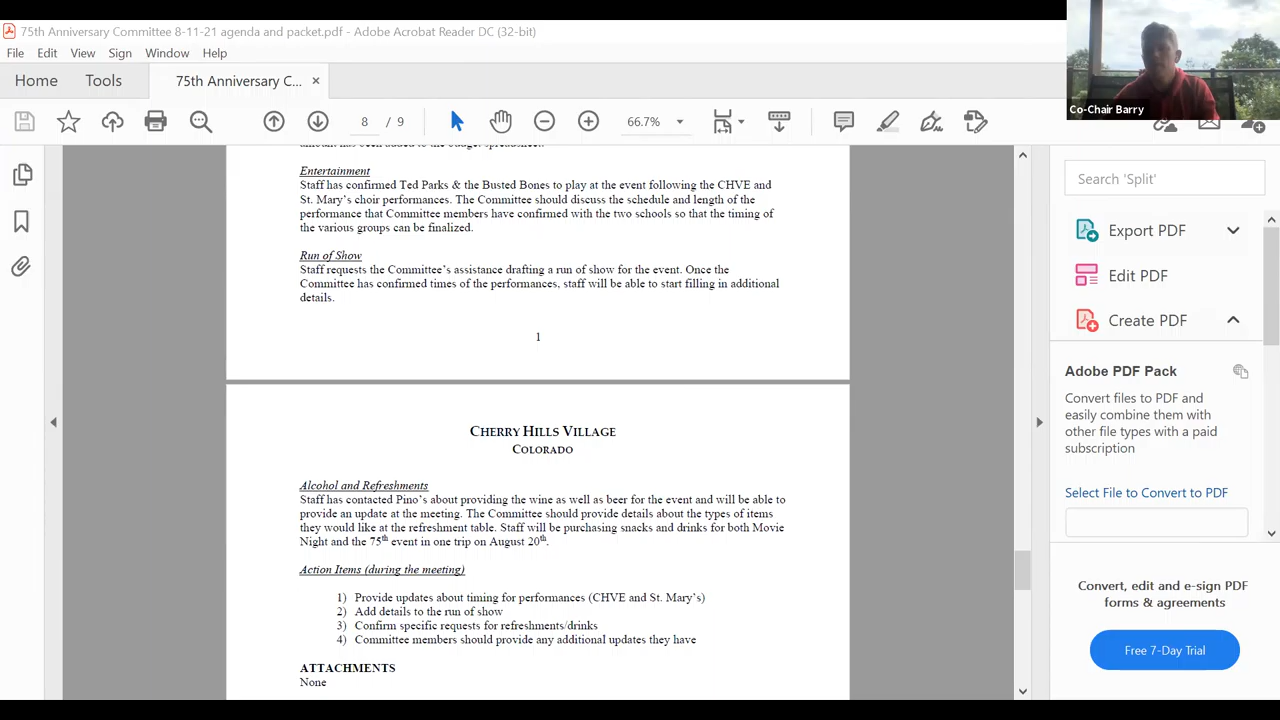 75th Anniversary Committee 8-11-21 agenda and packet.pdf - Adobe Acrobat Reader DC (32-bit)
File Edit View Sign Window Help
Home Tools 75th Anniversary C... ×
8 / 9 66.7%
Co-Chair Barry
amount has been added to the budget spreadsheet.
Entertainment
Staff has confirmed Ted Parks & the Busted Bones to play at the event following the CHVE and
St. Mary's choir performances. The Committee should discuss the schedule and length of the
performance that Committee members have confirmed with the two schools so that the timing of
the various groups can be finalized.
Run of Show
Staff requests the Committee's assistance drafting a run of show for the event. Once the
Committee has confirmed times of the performances, staff will be able to start filling in additional
details.
1
CHERRY HILLS VILLAGE
COLORADO
Alcohol and Refreshments
Staff has contacted Pino's about providing the wine as well as beer for the event and will be able to
provide an update at the meeting. The Committee should provide details about the types of items
they would like at the refreshment table. Staff will be purchasing snacks and drinks for both Movie
Night and the 75th event in one trip on August 20th.
Action Items (during the meeting)
1) Provide updates about timing for performances (CHVE and St. Mary's)
2) Add details to the run of show
3) Confirm specific requests for refreshments/drinks
4) Committee members should provide any additional updates they have
ATTACHMENTS
None
Search 'Split'
Export PDF
Edit PDF
Create PDF
Adobe PDF Pack
Convert files to PDF and
easily combine them with
other file types with a paid
subscription
Select File to Convert to PDF
Convert, edit and e-sign PDF
forms & agreements
Free 7-Day Trial